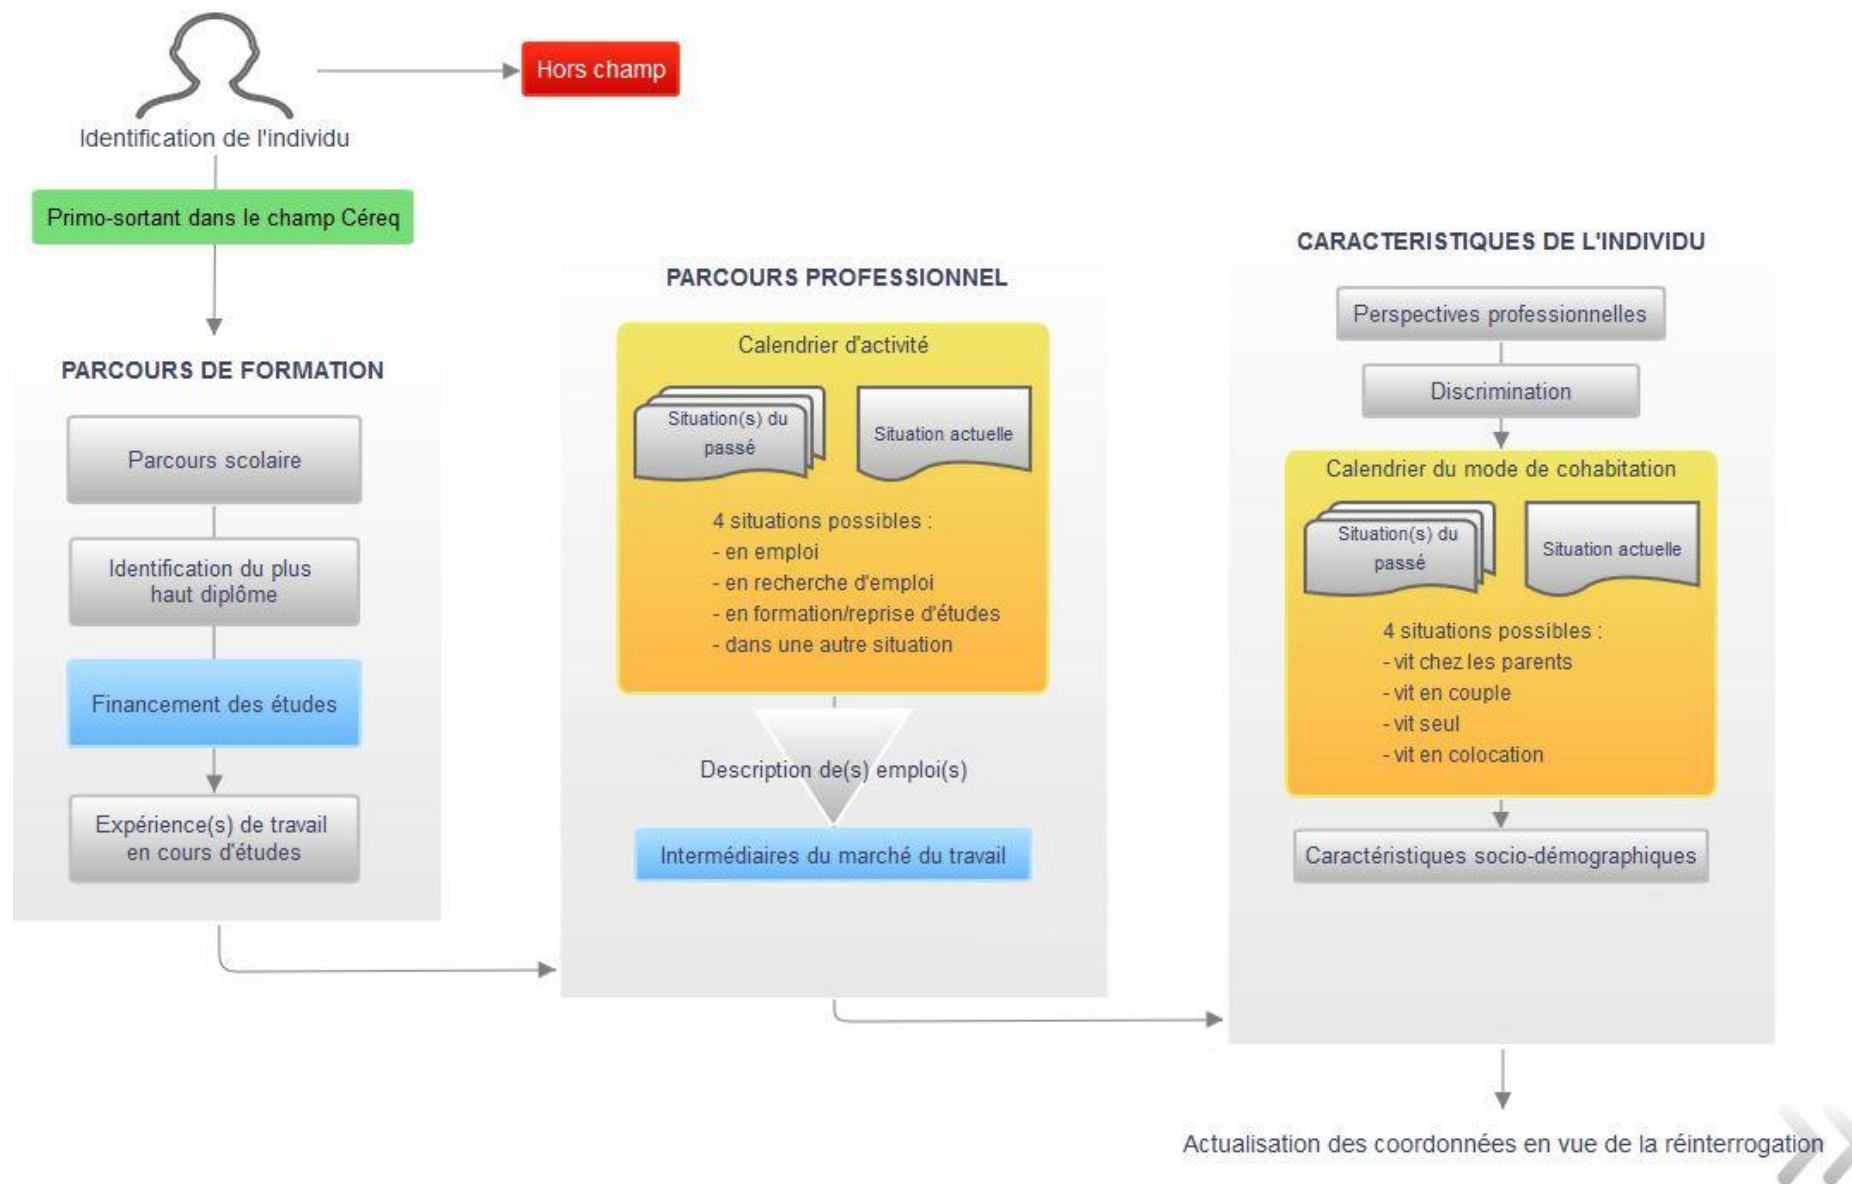 Hors champ
Identification de l'individu
Primo-sortant dans le champ Céreq
PARCOURS DE FORMATION
Parcours scolaire
Identification du plus
haut diplôme
Financement des études
Expérience(s) de travail
en cours d'études
PARCOURS PROFESSIONNEL
Calendrier d'activité
Situation(s) du
passé
Situation actuelle
4 situations possibles :
- en emploi
- en recherche d'emploi
- en formation/reprise d'études
- dans une autre situation
Description de(s) emploi(s)
Intermédiaires du marché du travail
CARACTERISTIQUES DE L'INDIVIDU
Perspectives professionnelles
Discrimination
Calendrier du mode de cohabitation
Situation(s) du
passé
Situation actuelle
4 situations possibles :
- vit chez les parents
- vit en couple
- vit seul
- vit en colocation
Caractéristiques socio-démographiques
Actualisation des coordonnées en vue de la réinterrogation